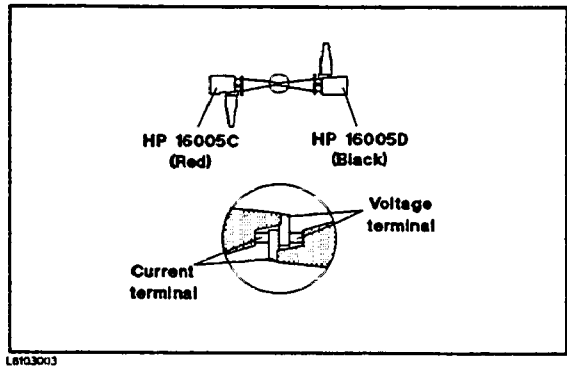 HP 16005C
(Red)
HP 16005D
(Black)
Voltage
terminal
Current
terminal
L6103003